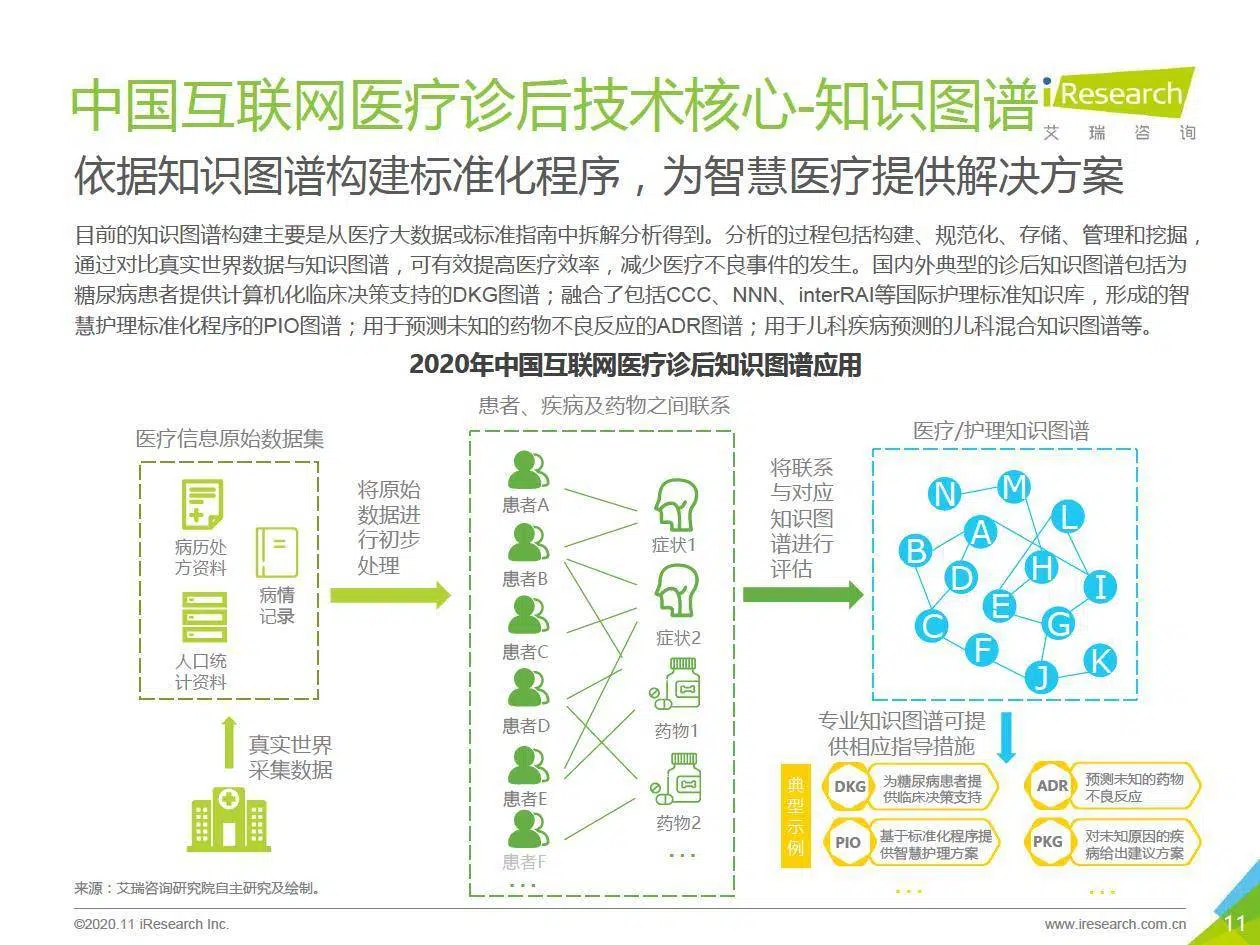 中国互联网医疗诊后技术核心-知识图谱
iResearch
艾 瑞 咨 询
依据知识图谱构建标准化程序，为智慧医疗提供解决方案
目前的知识图谱构建主要是从医疗大数据或标准指南中拆解分析得到。分析的过程包括构建、规范化、存储、管理和挖掘，
通过对比真实世界数据与知识图谱，可有效提高医疗效率，减少医疗不良事件的发生。国内外典型的诊后知识图谱包括为
糖尿病患者提供计算机化临床决策支持的DKG图谱；融合了包括CCC、NNN、interRAI等国际护理标准知识库，形成的智
慧护理标准化程序的PIO图谱；用于预测未知的药物不良反应的ADR图谱；用于儿科疾病预测的儿科混合知识图谱等。
2020年中国互联网医疗诊后知识图谱应用
医疗信息原始数据集
病历处
方资料
病情
记录
人口统
计资料
真实世界
采集数据
将原始
数据进
行初步
处理
患者、疾病及药物之间联系
患者A
患者B
患者C
患者D
患者E
患者F
...
症状1
症状2
药物1
药物2
...
将联系
与对应
知识图
谱进行
评估
医疗/护理知识图谱
N
M
L
A
B
H
D
I
E
C
G
F
K
J
专业知识图谱可提
供相应指导措施
典
型
示
例
DKG
为糖尿病患者提
供临床决策支持
ADR
预测未知的药物
不良反应
PIO
基于标准化程序提
供智慧护理方案
PKG
对未知原因的疾
病给出建议方案
...
...
来源：艾瑞咨询研究院自主研究及绘制。
©2020.11 iResearch Inc.
www.iresearch.com.cn
11